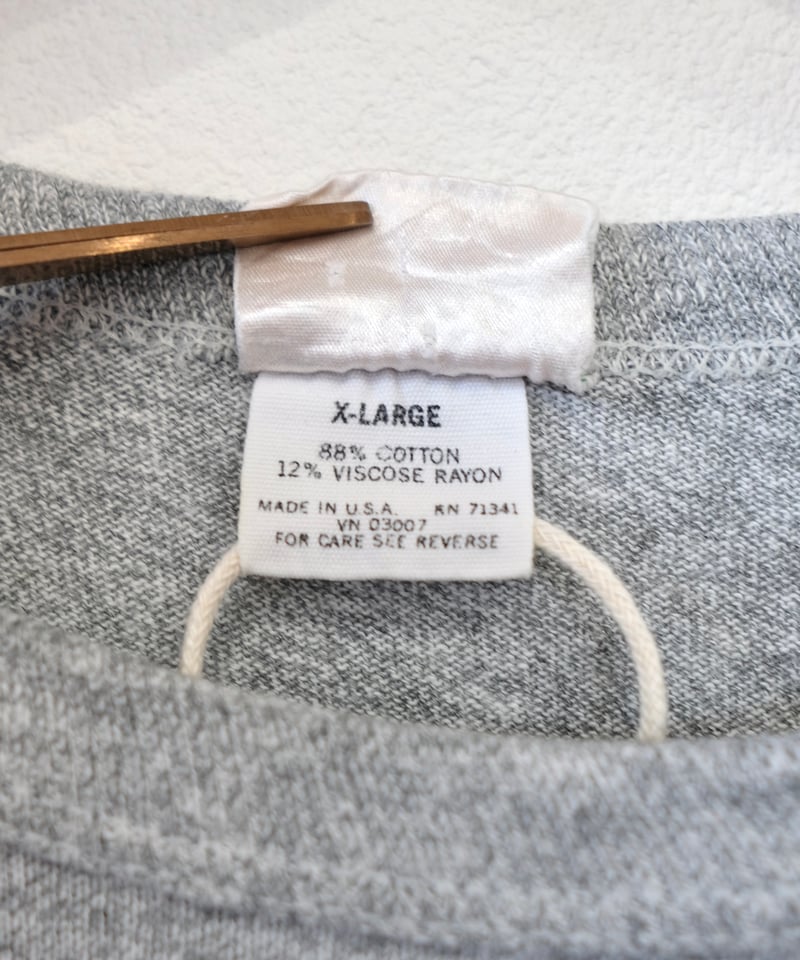 X-LARGE
88% COTTON
12% VISCOSE RAYON
MADE IN U.S.A. RN 71341
VN 03007
FOR CARE SEE REVERSE